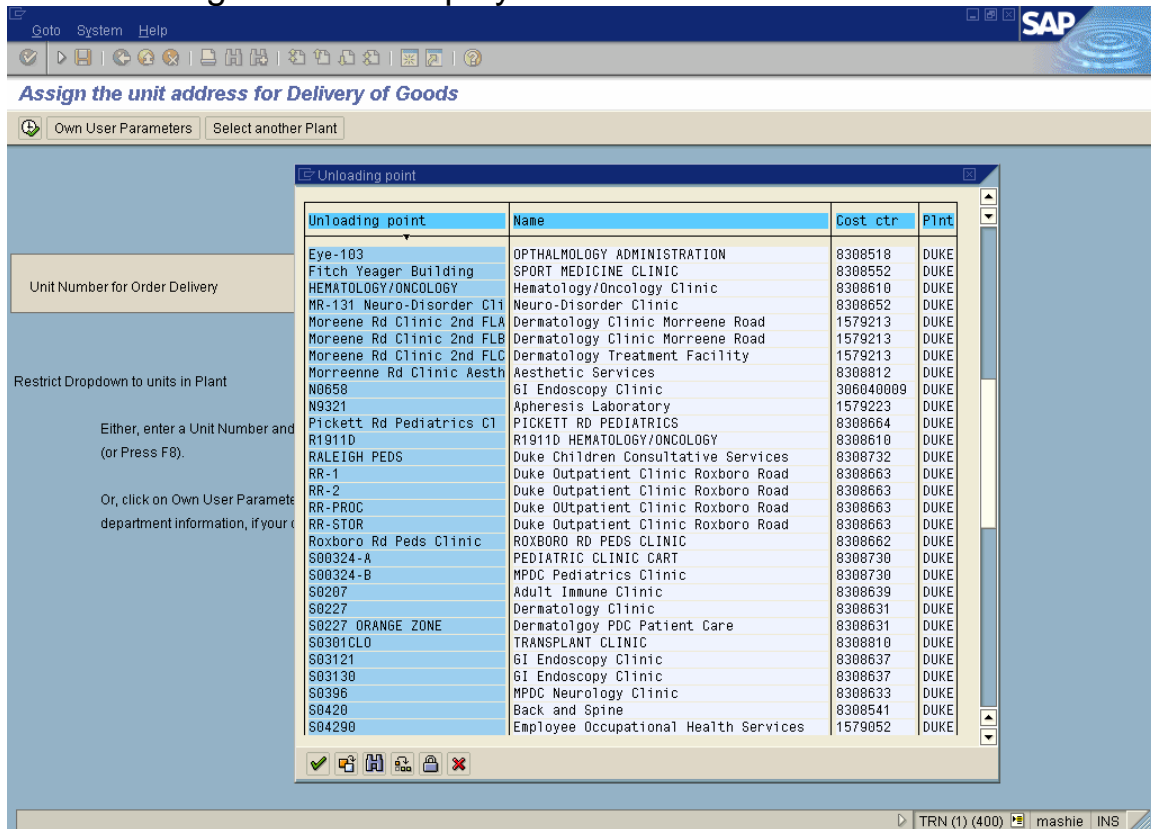 Goto System Help
SAP
Assign the unit address for Delivery of Goods
Own User Parameters Select another Plant
Unloading point
Unloading point Name Cost ctr Plnt
Eye-103 OPTHALMOLOGY ADMINISTRATION 8308518 DUKE
Fitch Yeager Building SPORT MEDICINE CLINIC 8308552 DUKE
HEMATOLOGY/ONCOLOGY Hematology/Oncology Clinic 8308610 DUKE
MR-131 Neuro-Disorder Cli Neuro-Disorder Clinic 8308652 DUKE
Moreene Rd Clinic 2nd FLA Dermatology Clinic Morreene Road 1579213 DUKE
Moreene Rd Clinic 2nd FLB Dermatology Clinic Morreene Road 1579213 DUKE
Moreene Rd Clinic 2nd FLC Dermatology Treatment Facility 1579213 DUKE
Morreenne Rd Clinic Aesth Aesthetic Services 8308812 DUKE
N0658 GI Endoscopy Clinic 306040009 DUKE
N9321 Apheresis Laboratory 1579223 DUKE
Pickett Rd Pediatrics Cl PICKETT RD PEDIATRICS 8308664 DUKE
R1911D R1911D HEMATOLOGY/ONCOLOGY 8308610 DUKE
RALEIGH PEDS Duke Children Consultative Services 8308732 DUKE
RR-1 Duke Outpatient Clinic Roxboro Road 8308663 DUKE
RR-2 Duke Outpatient Clinic Roxboro Road 8308663 DUKE
RR-PROC Duke OUtpatient Clinic Roxboro Road 8308663 DUKE
RR-STOR Duke Outpatient Clinic Roxboro Road 8308663 DUKE
Roxboro Rd Peds Clinic ROXBORO RD PEDS CLINIC 8308662 DUKE
S00324-A PEDIATRIC CLINIC CART 8308730 DUKE
S00324-B MPDC Pediatrics Clinic 8308730 DUKE
S0207 Adult Immune Clinic 8308639 DUKE
S0227 Dermatology Clinic 8308631 DUKE
S0227 ORANGE ZONE Dermatolgoy PDC Patient Care 8308631 DUKE
S0301CLO TRANSPLANT CLINIC 8308810 DUKE
S03121 GI Endoscopy Clinic 8308637 DUKE
S03130 GI Endoscopy Clinic 8308637 DUKE
S0396 MPDC Neurology Clinic 8308633 DUKE
S0420 Back and Spine 8308541 DUKE
S04290 Employee Occupational Health Services 1579052 DUKE
Unit Number for Order Delivery
Restrict Dropdown to units in Plant
Either, enter a Unit Number and
(or Press F8).
Or, click on Own User Paramete
department information, if your
TRN (1) (400) mashie INS